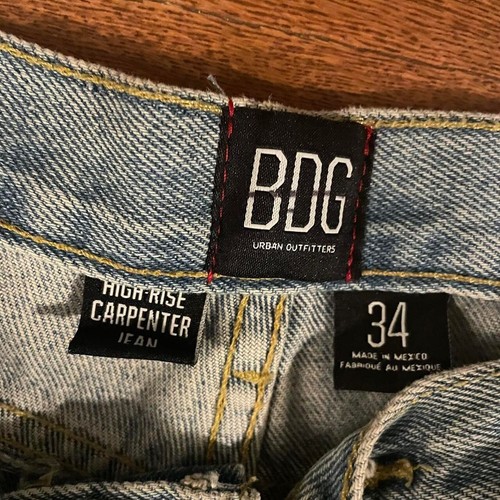 BDG
URBAN OUTFITTERS
HIGH-RISE
CARPENTER
JEAN
34
MADE IN MEXICO
FABRIQUÉ AU MEXIQUE